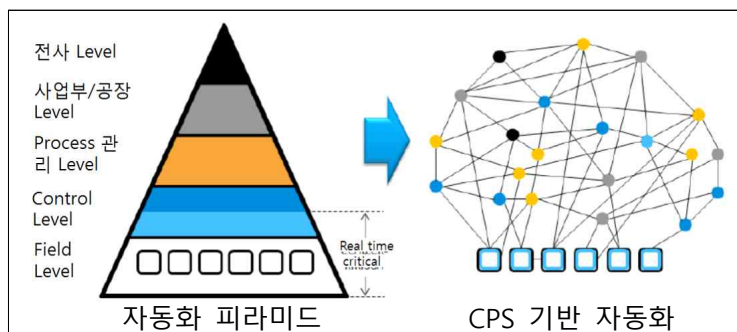 전사 Level
사업부/공장
Level
Process 관
리 Level
Control
Level
Field
Level
Real time
critical
자동화 피라미드
CPS 기반 자동화